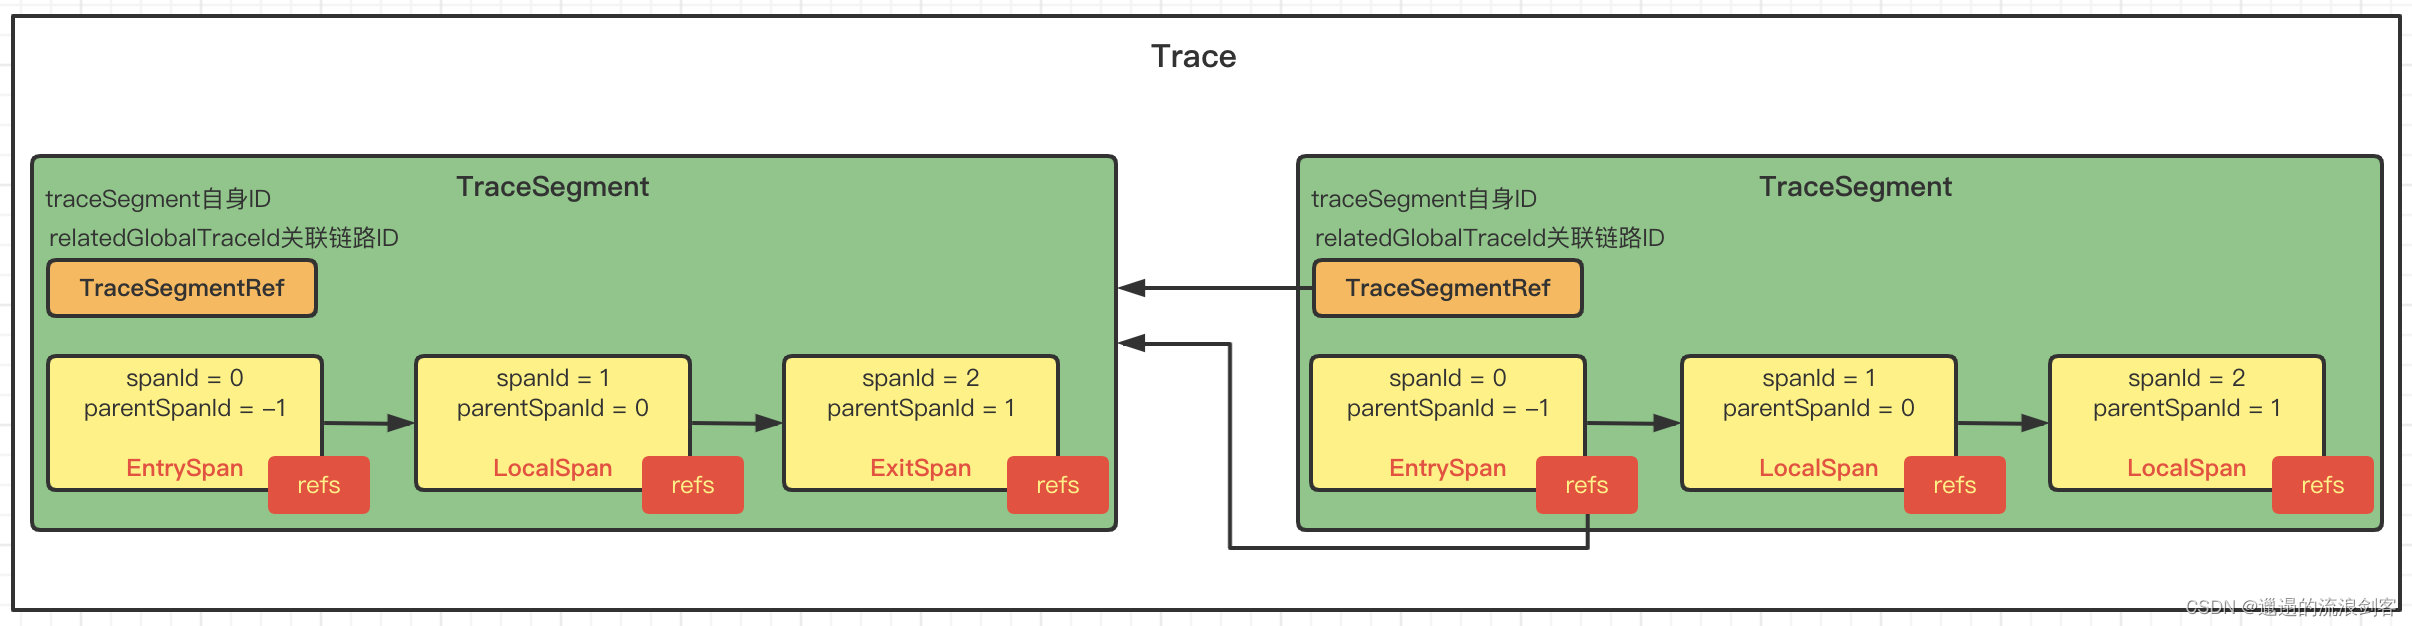 Trace
TraceSegment
traceSegment自身ID
relatedGlobalTraceId关联链路ID
TraceSegmentRef
spanId = 0
parentSpanId = -1
EntrySpan
refs
spanId = 1
parentSpanId = 0
LocalSpan
refs
spanId = 2
parentSpanId = 1
ExitSpan
refs
TraceSegment
traceSegment自身ID
relatedGlobalTraceId关联链路ID
TraceSegmentRef
spanId = 0
parentSpanId = -1
EntrySpan
refs
spanId = 1
parentSpanId = 0
LocalSpan
refs
spanId = 2
parentSpanId = 1
LocalSpan
refs
CSDN @邋遢的流浪剑客